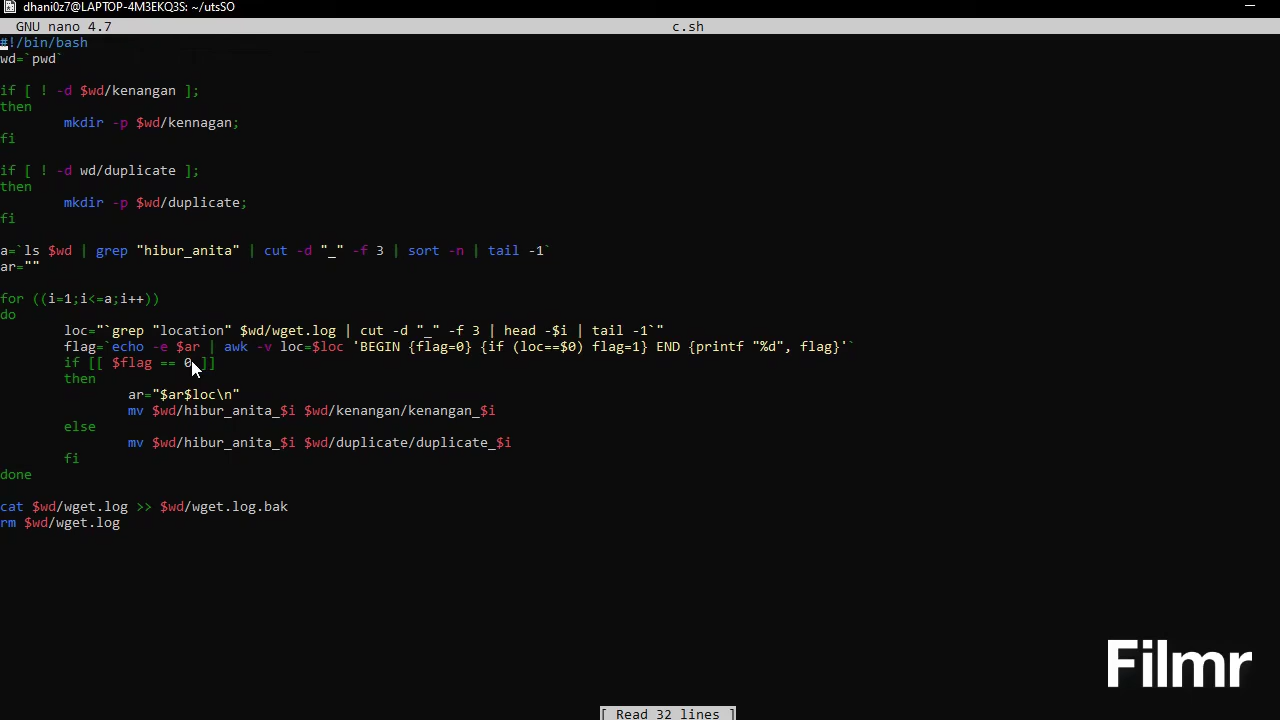 dhani0z7@LAPTOP-4M3EKQ3S: ~/utsSO
GNU nano 4.7 c.sh
#!/bin/bash
wd=`pwd`
if [ ! -d $wd/kenangan ];
then
mkdir -p $wd/kennagan;
fi
if [ ! -d wd/duplicate ];
then
mkdir -p $wd/duplicate;
fi
a=`ls $wd | grep "hibur_anita" | cut -d "_" -f 3 | sort -n | tail -1`
ar=""
for ((i=1;i<=a;i++))
do
loc="`grep "location" $wd/wget.log | cut -d "_" -f 3 | head -$i | tail -1`"
flag=`echo -e $ar | awk -v loc=$loc 'BEGIN {flag=0} {if (loc==$0) flag=1} END {printf "%d", flag}'`
if [[ $flag == 0 ]]
then
ar="$ar$loc\n"
mv $wd/hibur_anita_$i $wd/kenangan/kenangan_$i
else
mv $wd/hibur_anita_$i $wd/duplicate/duplicate_$i
fi
done
cat $wd/wget.log >> $wd/wget.log.bak
rm $wd/wget.log
Filmr
[ Read 32 lines ]